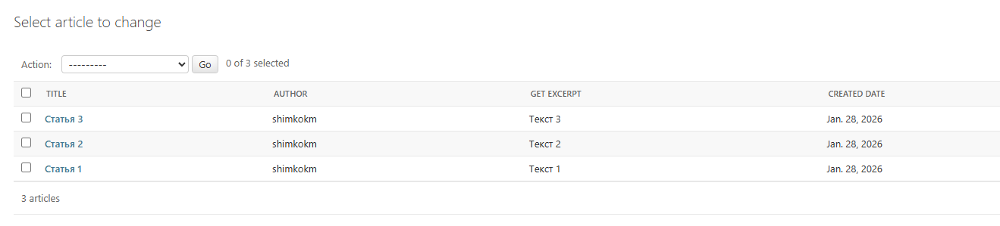 Select article to change
Action: --------- Go 0 of 3 selected
TITLE AUTHOR GET EXCERPT CREATED DATE
Статья 3 shimkokm Текст 3 Jan. 28, 2026
Статья 2 shimkokm Текст 2 Jan. 28, 2026
Статья 1 shimkokm Текст 1 Jan. 28, 2026
3 articles